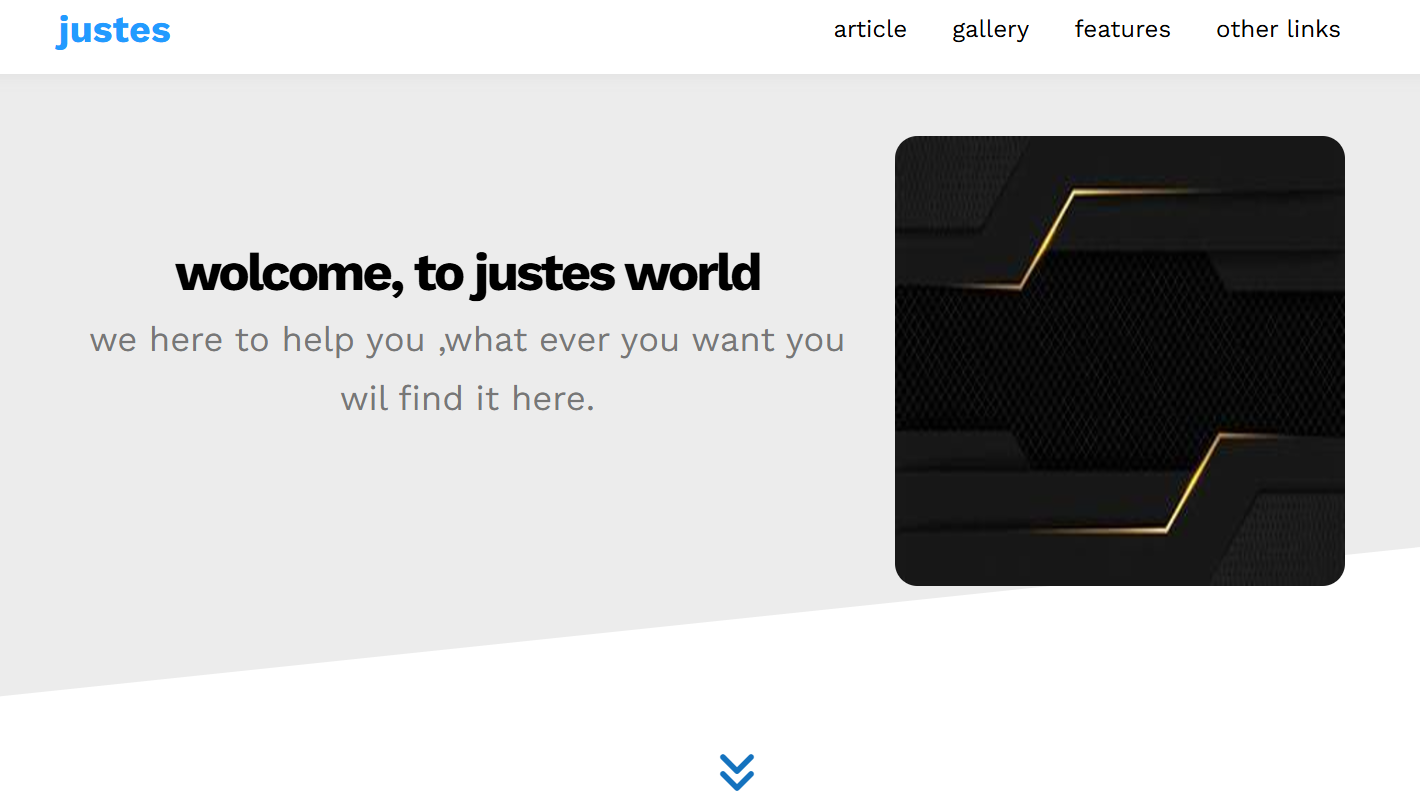 justes
article gallery features other links
wolcome, to justes world
we here to help you ,what ever you want you
wil find it here.